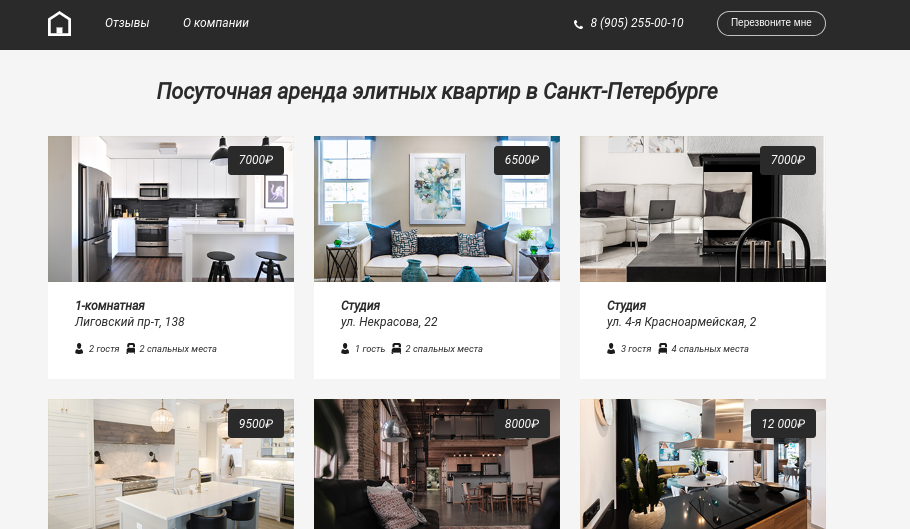 Отзывы О компании 8 (905) 255-00-10 Перезвоните мне
Посуточная аренда элитных квартир в Санкт-Петербурге
7000₽ 6500₽ 7000₽
1-комнатная
Лиговский пр-т, 138
2 гостя 2 спальных места
Студия
ул. Некрасова, 22
1 гость 2 спальных места
Студия
ул. 4-я Красноармейская, 2
3 гостя 4 спальных места
9500₽ 8000₽ 12 000₽